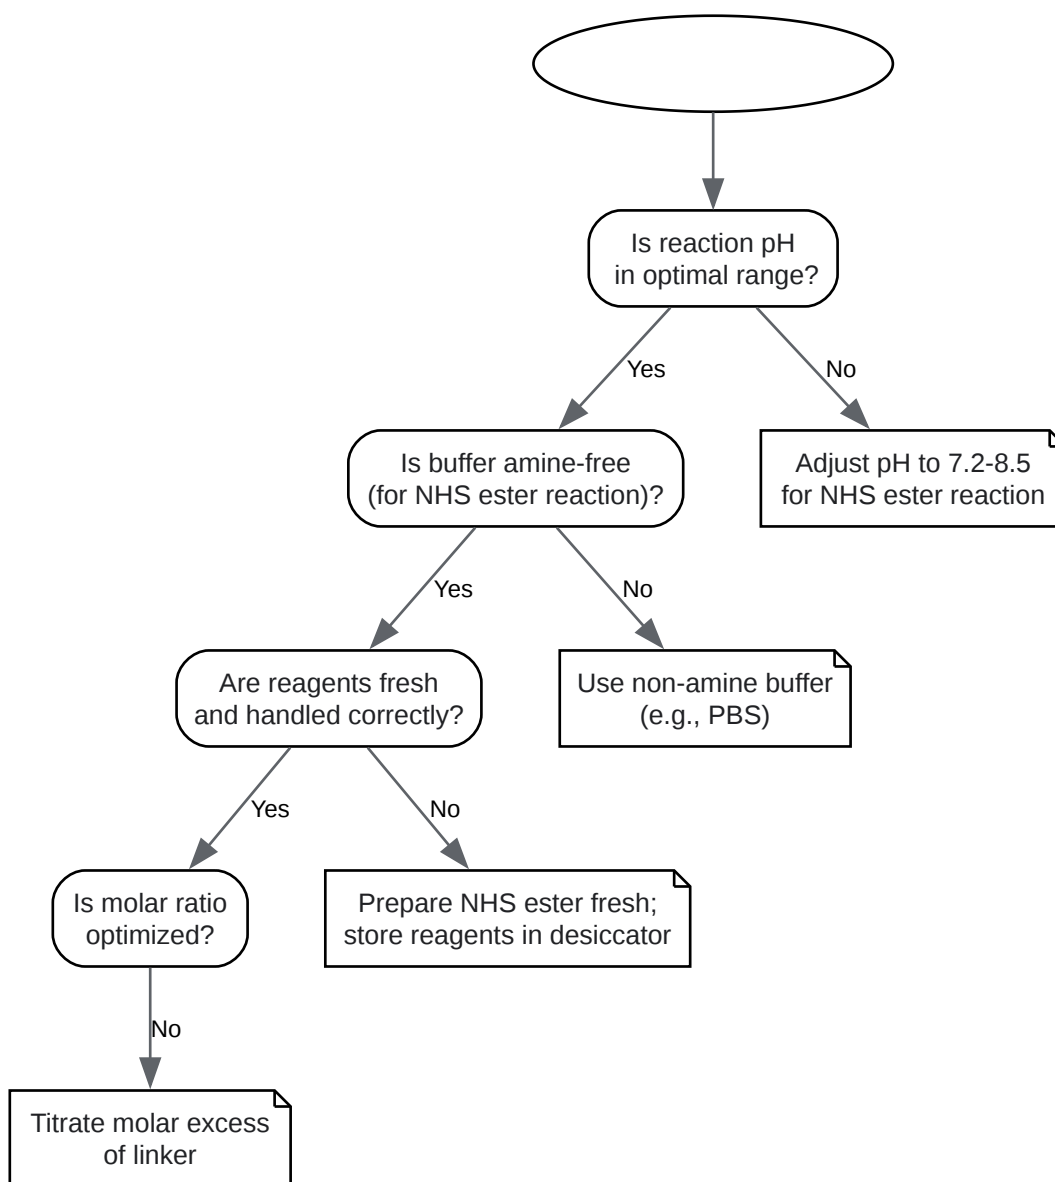 Is reaction pH
in optimal range?
Yes
No
Is buffer amine-free
(for NHS ester reaction)?
Adjust pH to 7.2-8.5
for NHS ester reaction
Yes
No
Are reagents fresh
and handled correctly?
Use non-amine buffer
(e.g., PBS)
Yes
No
Is molar ratio
optimized?
Prepare NHS ester fresh;
store reagents in desiccator
No
Titrate molar excess
of linker